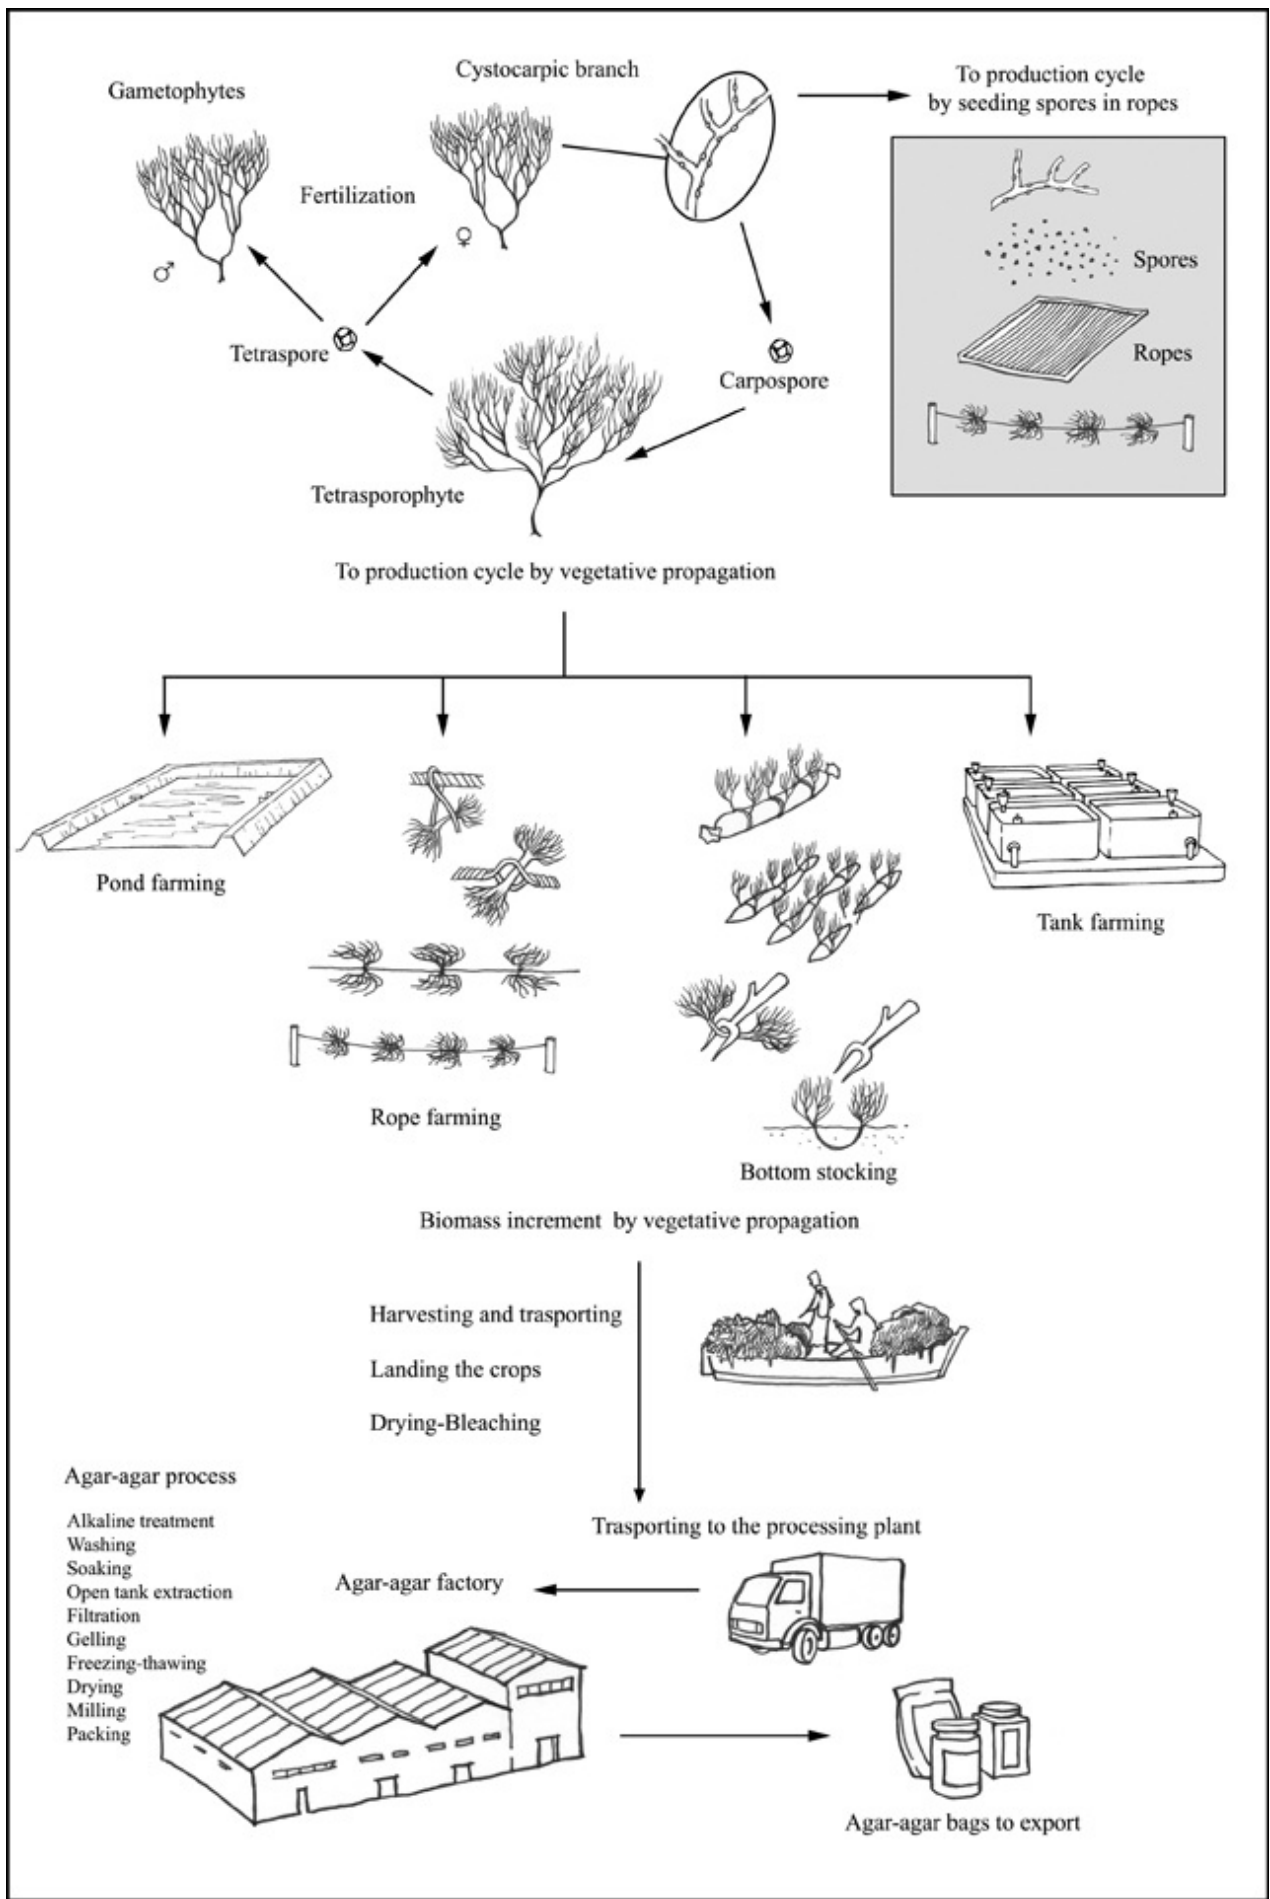 Gametophytes
Cystocarpic branch
To production cycle
by seeding spores in ropes
Fertilization
♀
♂
Spores
Tetraspore
Ropes
Carpospore
Tetrasporophyte
To production cycle by vegetative propagation
Pond farming
Tank farming
Rope farming
Bottom stocking
Biomass increment by vegetative propagation
Harvesting and trasporting
Landing the crops
Drying-Bleaching
Agar-agar process
Alkaline treatment
Washing
Soaking
Open tank extraction
Filtration
Gelling
Freezing-thawing
Drying
Milling
Packing
Trasporting to the processing plant
Agar-agar factory
Agar-agar bags to export